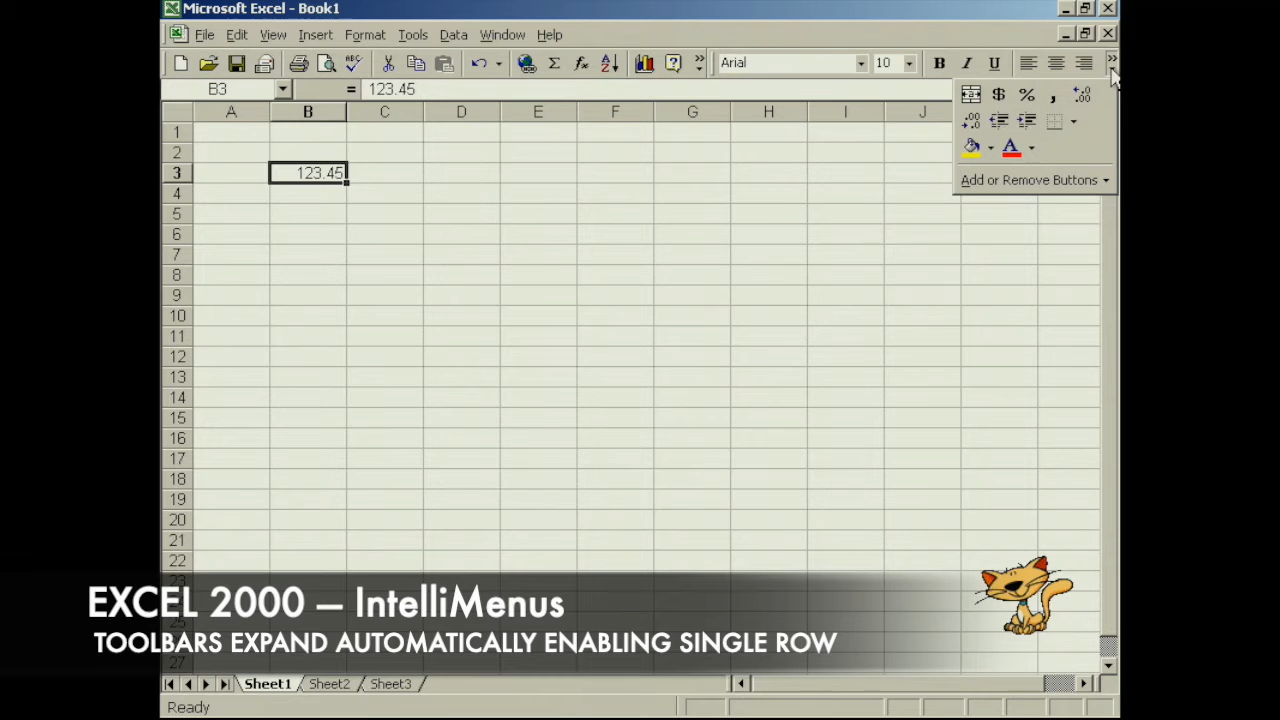 Microsoft Excel - Book1
File Edit View Insert Format Tools Data Window Help
Arial 10 B I U
B3 = 123.45
$ % ,
A
Add or Remove Buttons
A B C D E F G H I J
1
2
3 123.45
4
5
6
7
8
9
10
11
12
13
14
15
16
17
18
19
20
21
22
23
EXCEL 2000 — IntelliMenus
25
TOOLBARS EXPAND AUTOMATICALLY ENABLING SINGLE ROW
27
Sheet1 Sheet2 Sheet3
Ready